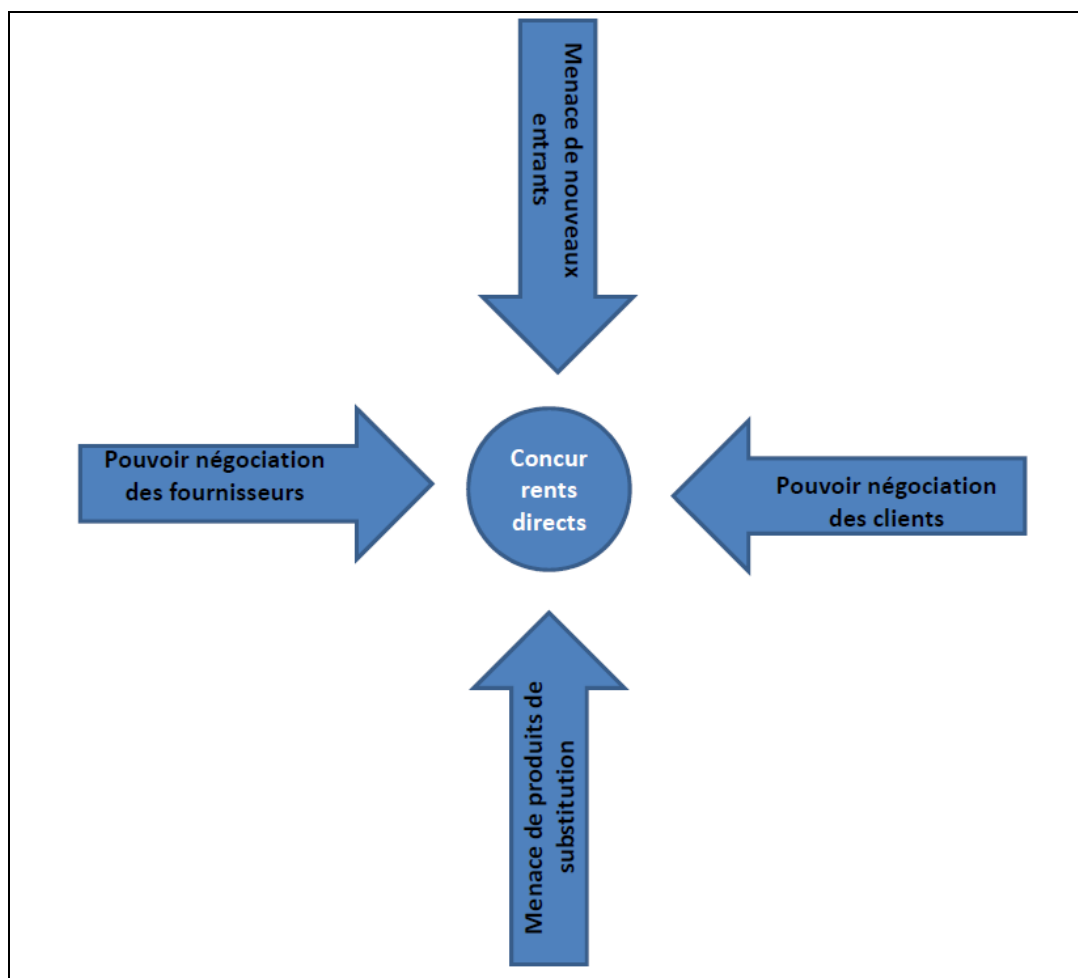 Menace de nouveaux
entrants
Pouvoir négociation
des fournisseurs
Concur
rents
directs
Pouvoir négociation
des clients
Menace de produits de
substitution